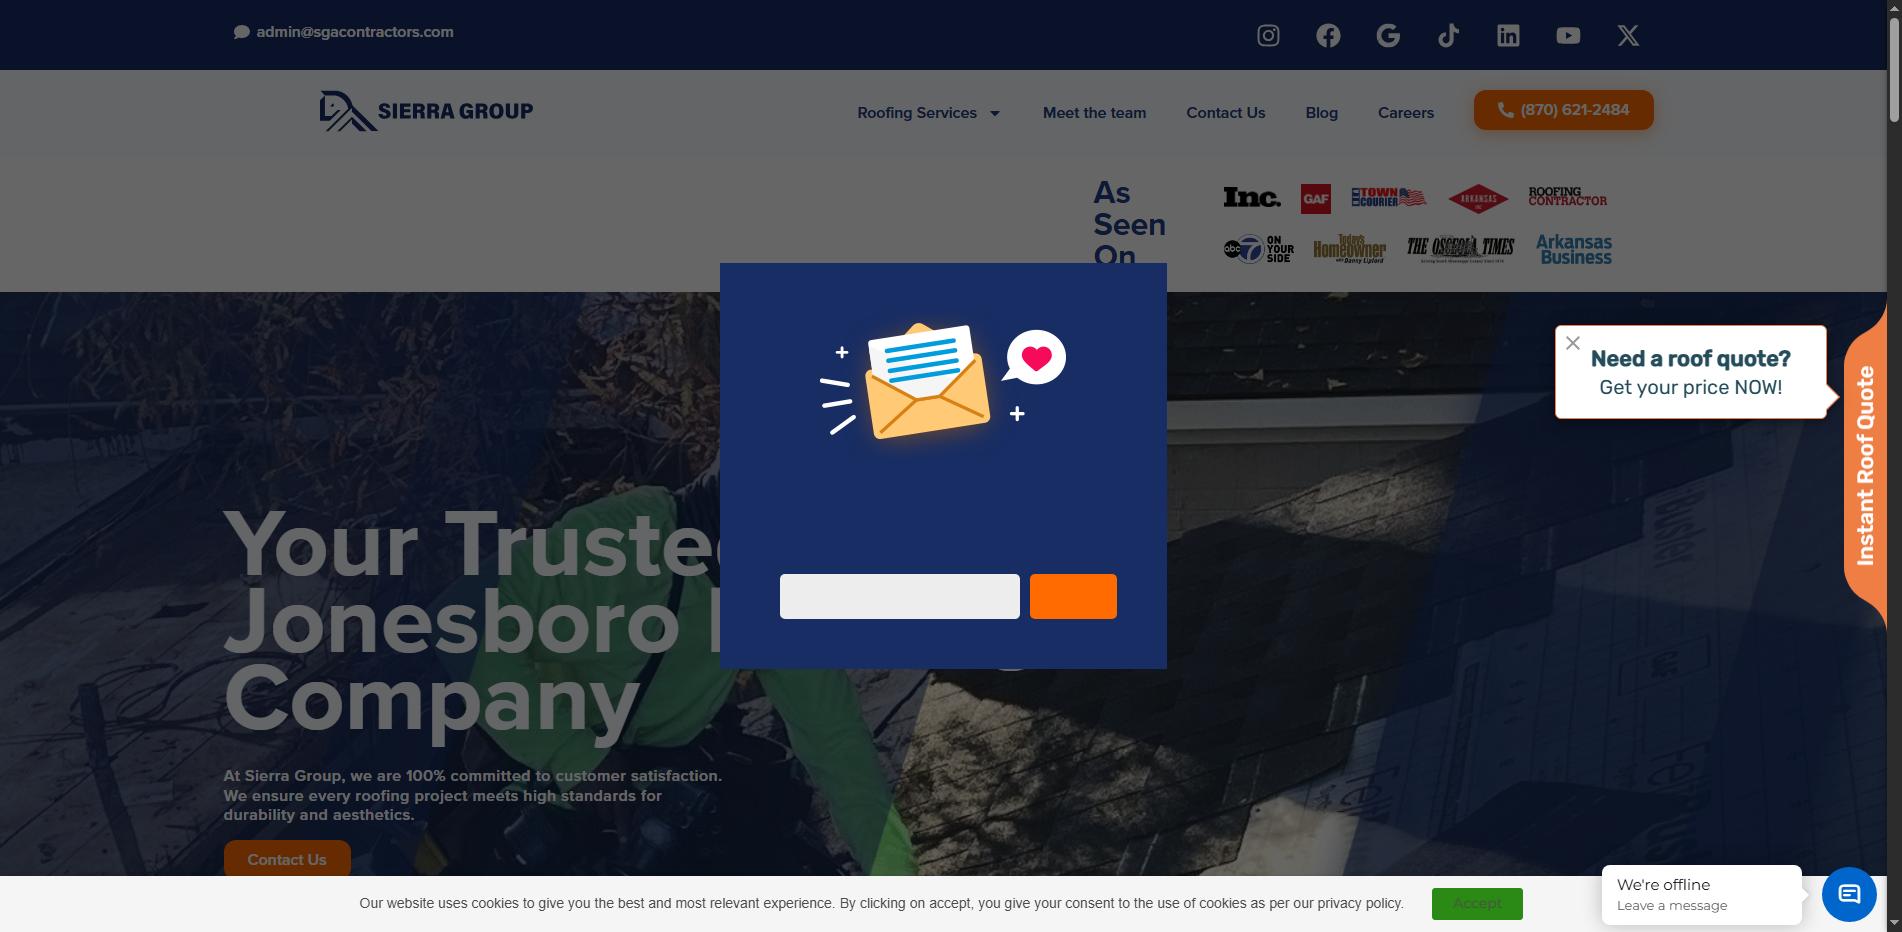 admin@sgacontractors.com
SIERRA GROUP
Roofing Services
Meet the team
Contact Us
Blog
Careers
(870) 621-2484
As
Seen
On
Inc.
GAF
TOWN
COURIER
ARKANSAS
INC
ROOFING
CONTRACTOR
abc 7 ON
YOUR
SIDE
Today's
Homeowner
with Danny Lipford
THE OSCEOLA TIMES
Arkansas
Business
Need a roof quote?
Get your price NOW!
Instant Roof Quote
Your Trusted
Jonesboro
Company
At Sierra Group, we are 100% committed to customer satisfaction.
We ensure every roofing project meets high standards for
durability and aesthetics.
Contact Us
Our website uses cookies to give you the best and most relevant experience. By clicking on accept, you give your consent to the use of cookies as per our privacy policy.
Accept
We're offline
Leave a message